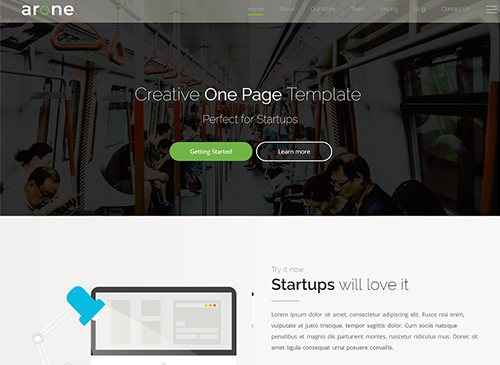 arone.
Home About Our Work Team Pricing Blog Contact Us
Creative One Page Template
Perfect for Startups
Getting Started Learn more
Try it now
Startups will love it
Lorem ipsum dolor sit amet, consectetur adipiscing elit. Fusce nisi enim,
vulputate at justo tristique, tempor sagittis dolor. Cum sociis natoque
penatibus et magnis dis parturient montes, nascetur ridiculus mus. Donec sit
amet ligula consequat urna posuere convallis.